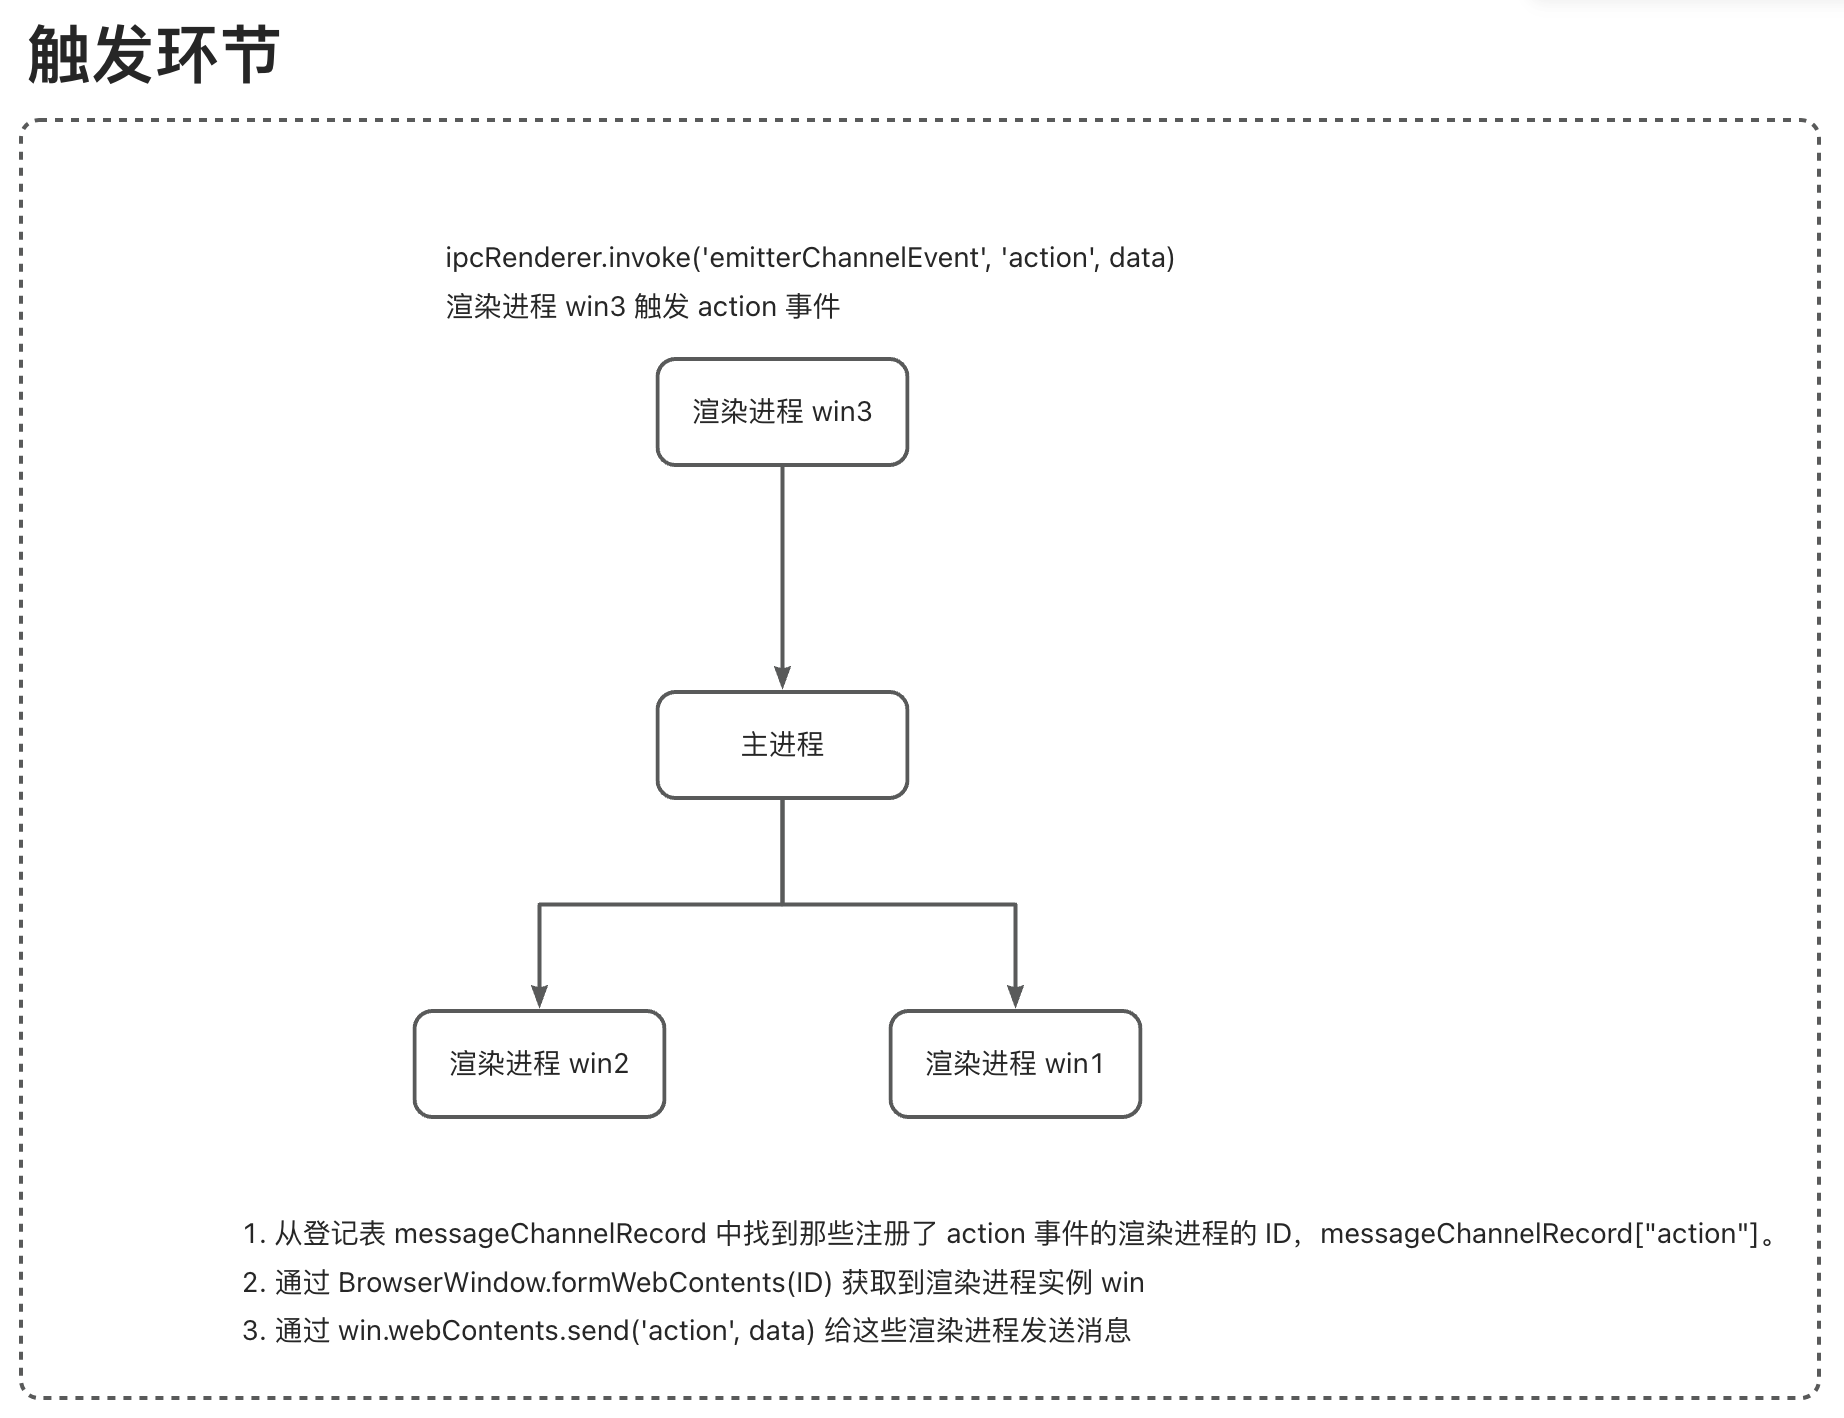 触发环节
ipcRenderer.invoke('emitterChannelEvent', 'action', data)
渲染进程 win3 触发 action 事件
渲染进程 win3
主进程
渲染进程 win2
渲染进程 win1
1. 从登记表 messageChannelRecord 中找到那些注册了 action 事件的渲染进程的 ID，messageChannelRecord["action"]。
2. 通过 BrowserWindow.formWebContents(ID) 获取到渲染进程实例 win
3. 通过 win.webContents.send('action', data) 给这些渲染进程发送消息